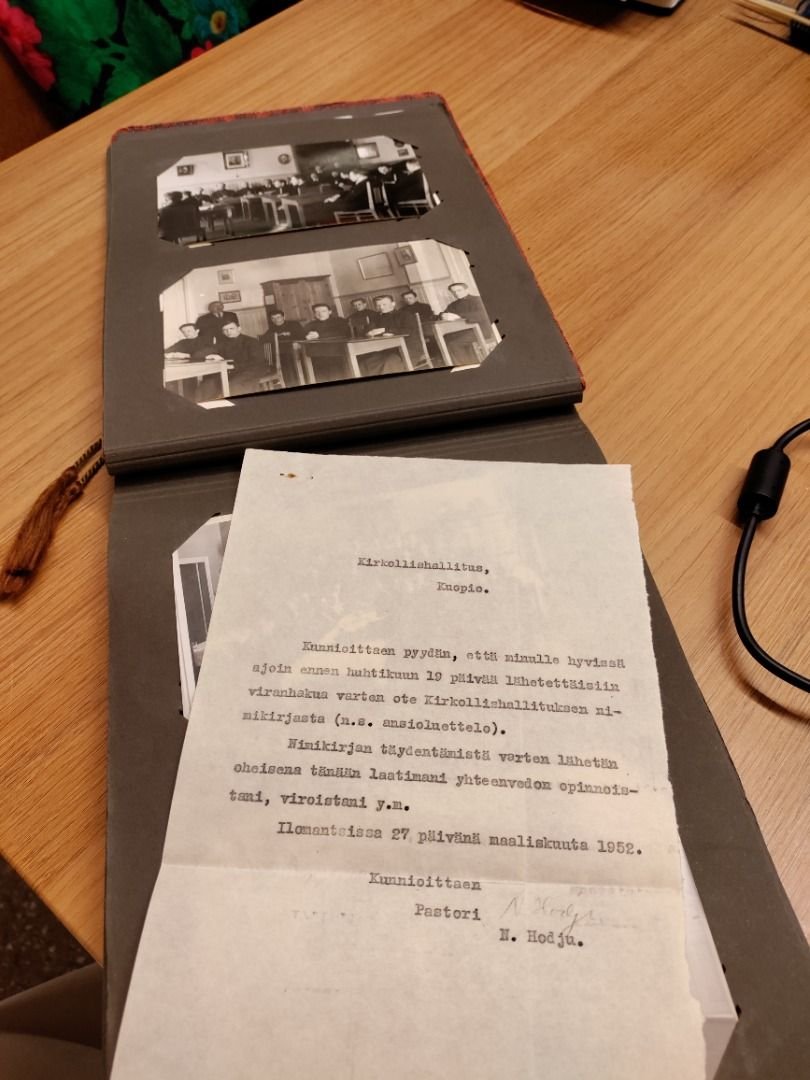 Kirkollishallitus,
Kuopio.
Kunnioittaen pyydän, että minulle hyvissä
ajoin ennen huhtikuun 19 päivää lähetettäisiin
viranhakua varten ote Kirkollishallituksen ni-
mikirjasta (n.s. ansioluettelo).
Nimikirjan täydentämistä varten lähetän
oheisena tänään laatimani yhteenvedon opinnois-
tani, viroistani y.m.
Ilomantsissa 27 päivänä maaliskuuta 1952.
Kunnioittaen
Pastori N Hodju
N. Hodju.